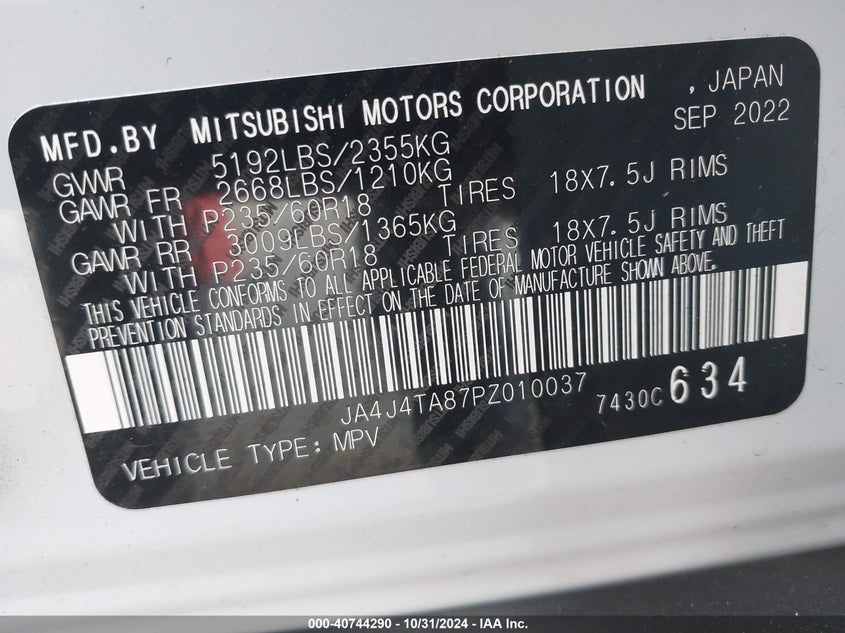 MFD.BY MITSUBISHI MOTORS CORPORATION , JAPAN
SEP 2022
GVWR 5192LBS/2355KG
GAWR FR 2668LBS/1210KG
WITH P235/60R18 TIRES 18X7.5J RIMS
GAWR RR 3009LBS/1365KG
WITH P235/60R18 TIRES 18X7.5J RIMS
THIS VEHICLE CONFORMS TO ALL APPLICABLE FEDERAL MOTOR VEHICLE SAFETY AND THEFT
PREVENTION STANDARDS IN EFFECT ON THE DATE OF MANUFACTURE SHOWN ABOVE.
JA4J4TA87PZ010037 7430C 634
VEHICLE TYPE: MPV
000-40744290 - 10/31/2024 - IAA Inc.